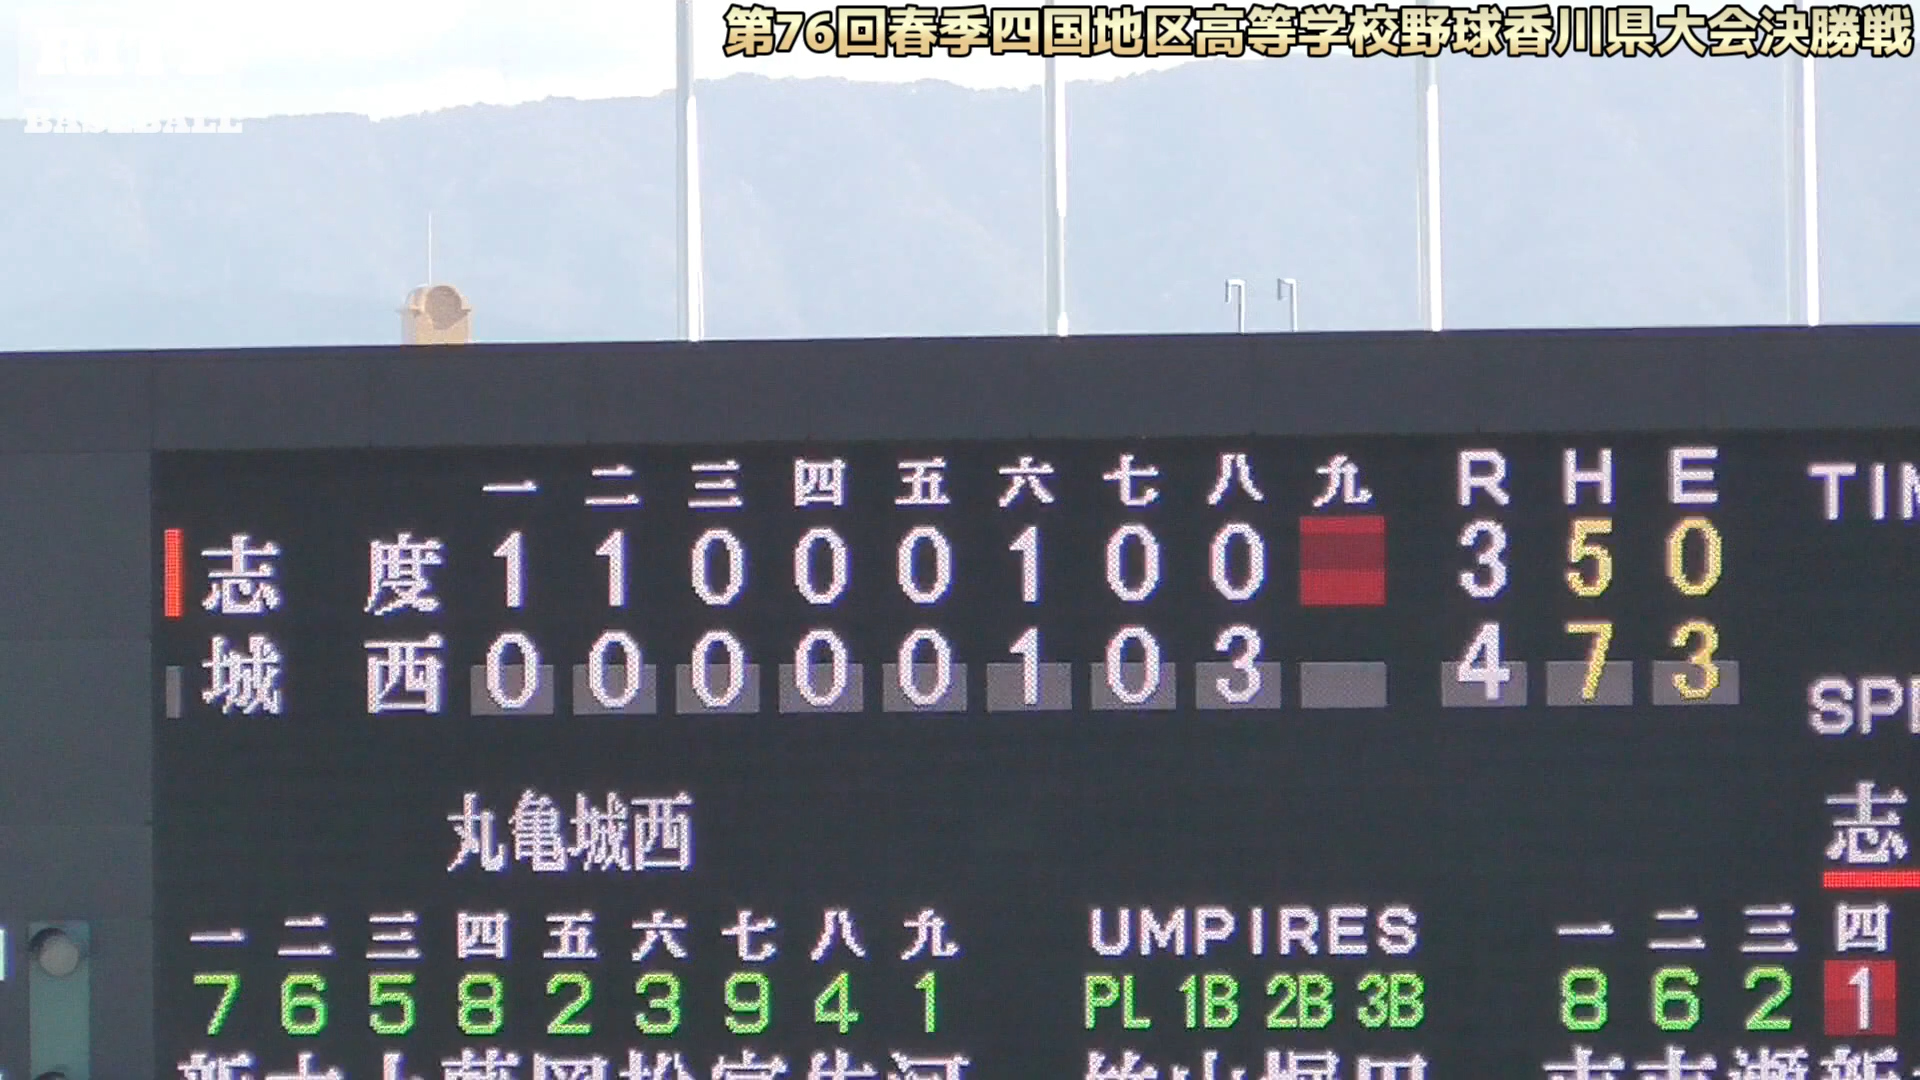 第76回春季四国地区高等学校野球香川県大会決勝戦
BASEBALL
一 二 三 四 五 六 七 八 九 R H E
志度 1 1 0 0 0 1 0 0 3 5 0
城西 0 0 0 0 0 1 0 3 4 7 3
丸亀城西
志
一 二 三 四 五 六 七 八 九 UMPIRES 一 二 三 四
7 6 5 8 2 3 9 4 1 PL 1B 2B 3B 8 6 2 1